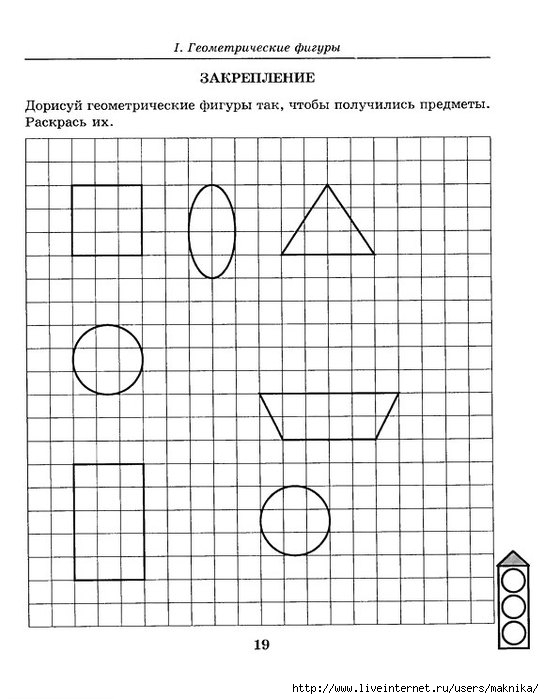 I. Геометрические фигуры
ЗАКРЕПЛЕНИЕ
Дорисуй геометрические фигуры так, чтобы получились предметы.
Раскрась их.
19
http://www.liveinternet.ru/users/maknika/